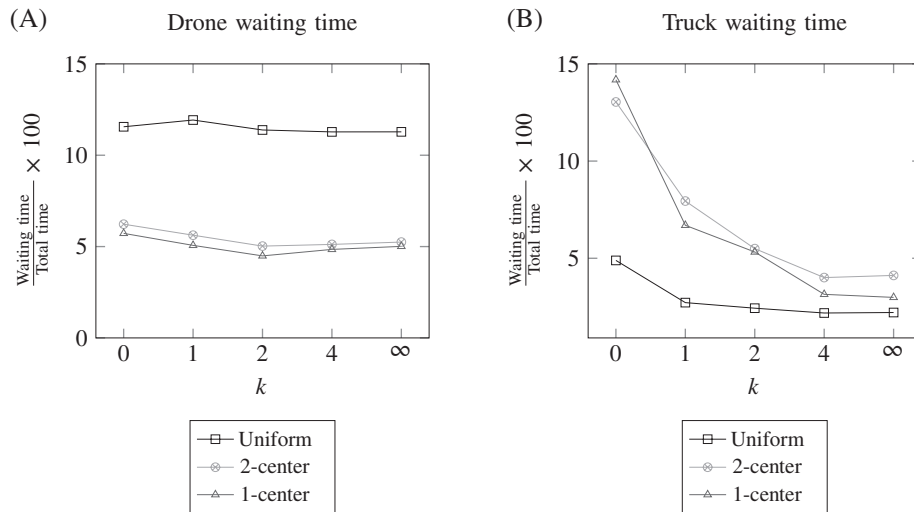 (A)
Drone waiting time
15
10
5
0
Waiting time
Total time
× 100
0 1 2 4 ∞
k
Uniform
2-center
1-center
(B)
Truck waiting time
15
10
5
Waiting time
Total time
× 100
0 1 2 4 ∞
k
Uniform
2-center
1-center